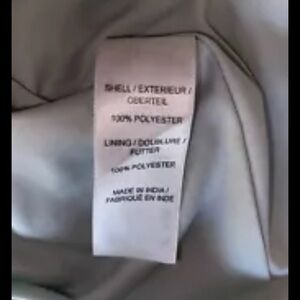 SHELL / EXTERIEUR /
OBERTEIL
100% POLYESTER
LINING / DOUBLURE /
FUTTER
100% POLYESTER
MADE IN INDIA /
FABRIQUÉ EN INDE